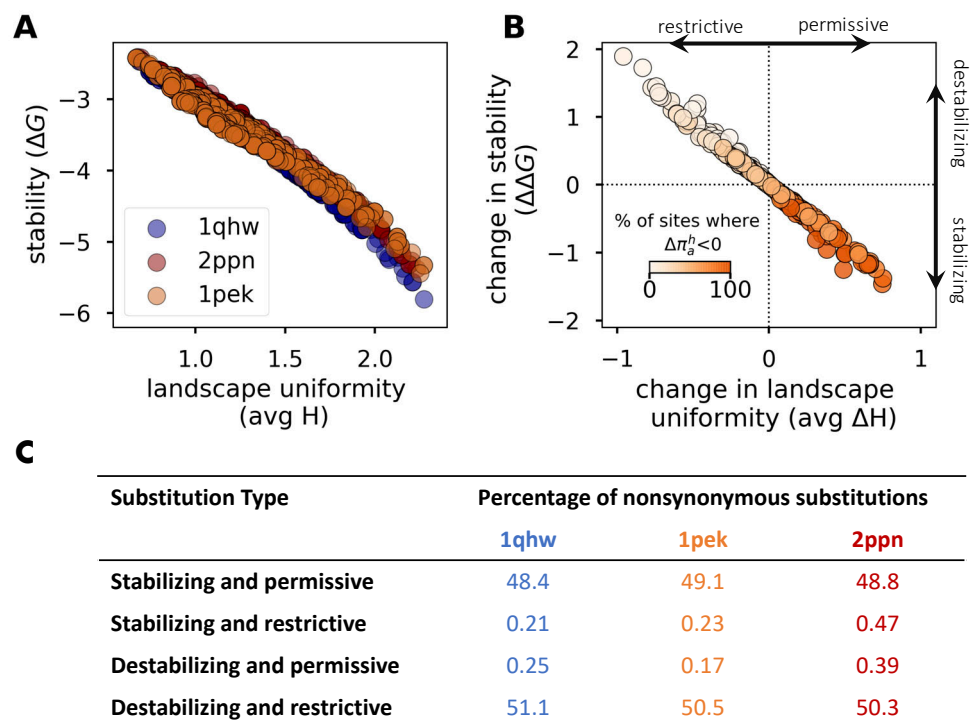 A
stability (ΔG)
−3
−4
−5
−6
1qhw
2ppn
1pek
1.0
1.5
2.0
landscape uniformity
(avg H)
B
restrictive
permissive
change in stability
(ΔΔG)
2
1
0
−1
−2
% of sites where
Δπₐʰ<0
0
100
−1
0
1
change in landscape
uniformity (avg ΔH)
destabilizing
stabilizing
C
Substitution Type Percentage of nonsynonymous substitutions
1qhw 1pek 2ppn
Stabilizing and permissive 48.4 49.1 48.8
Stabilizing and restrictive 0.21 0.23 0.47
Destabilizing and permissive 0.25 0.17 0.39
Destabilizing and restrictive 51.1 50.5 50.3